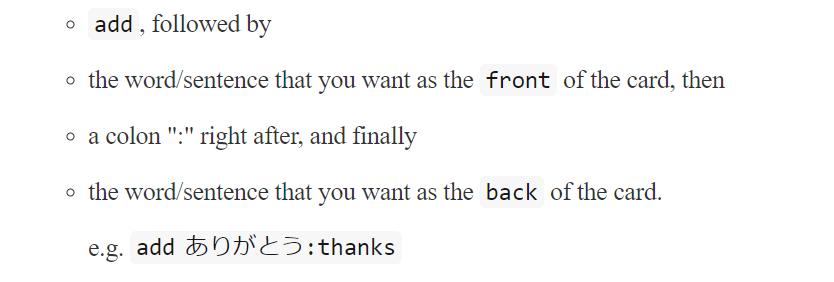 add, followed by
the word/sentence that you want as the front of the card, then
a colon ":" right after, and finally
the word/sentence that you want as the back of the card.
e.g. add ありがとう:thanks